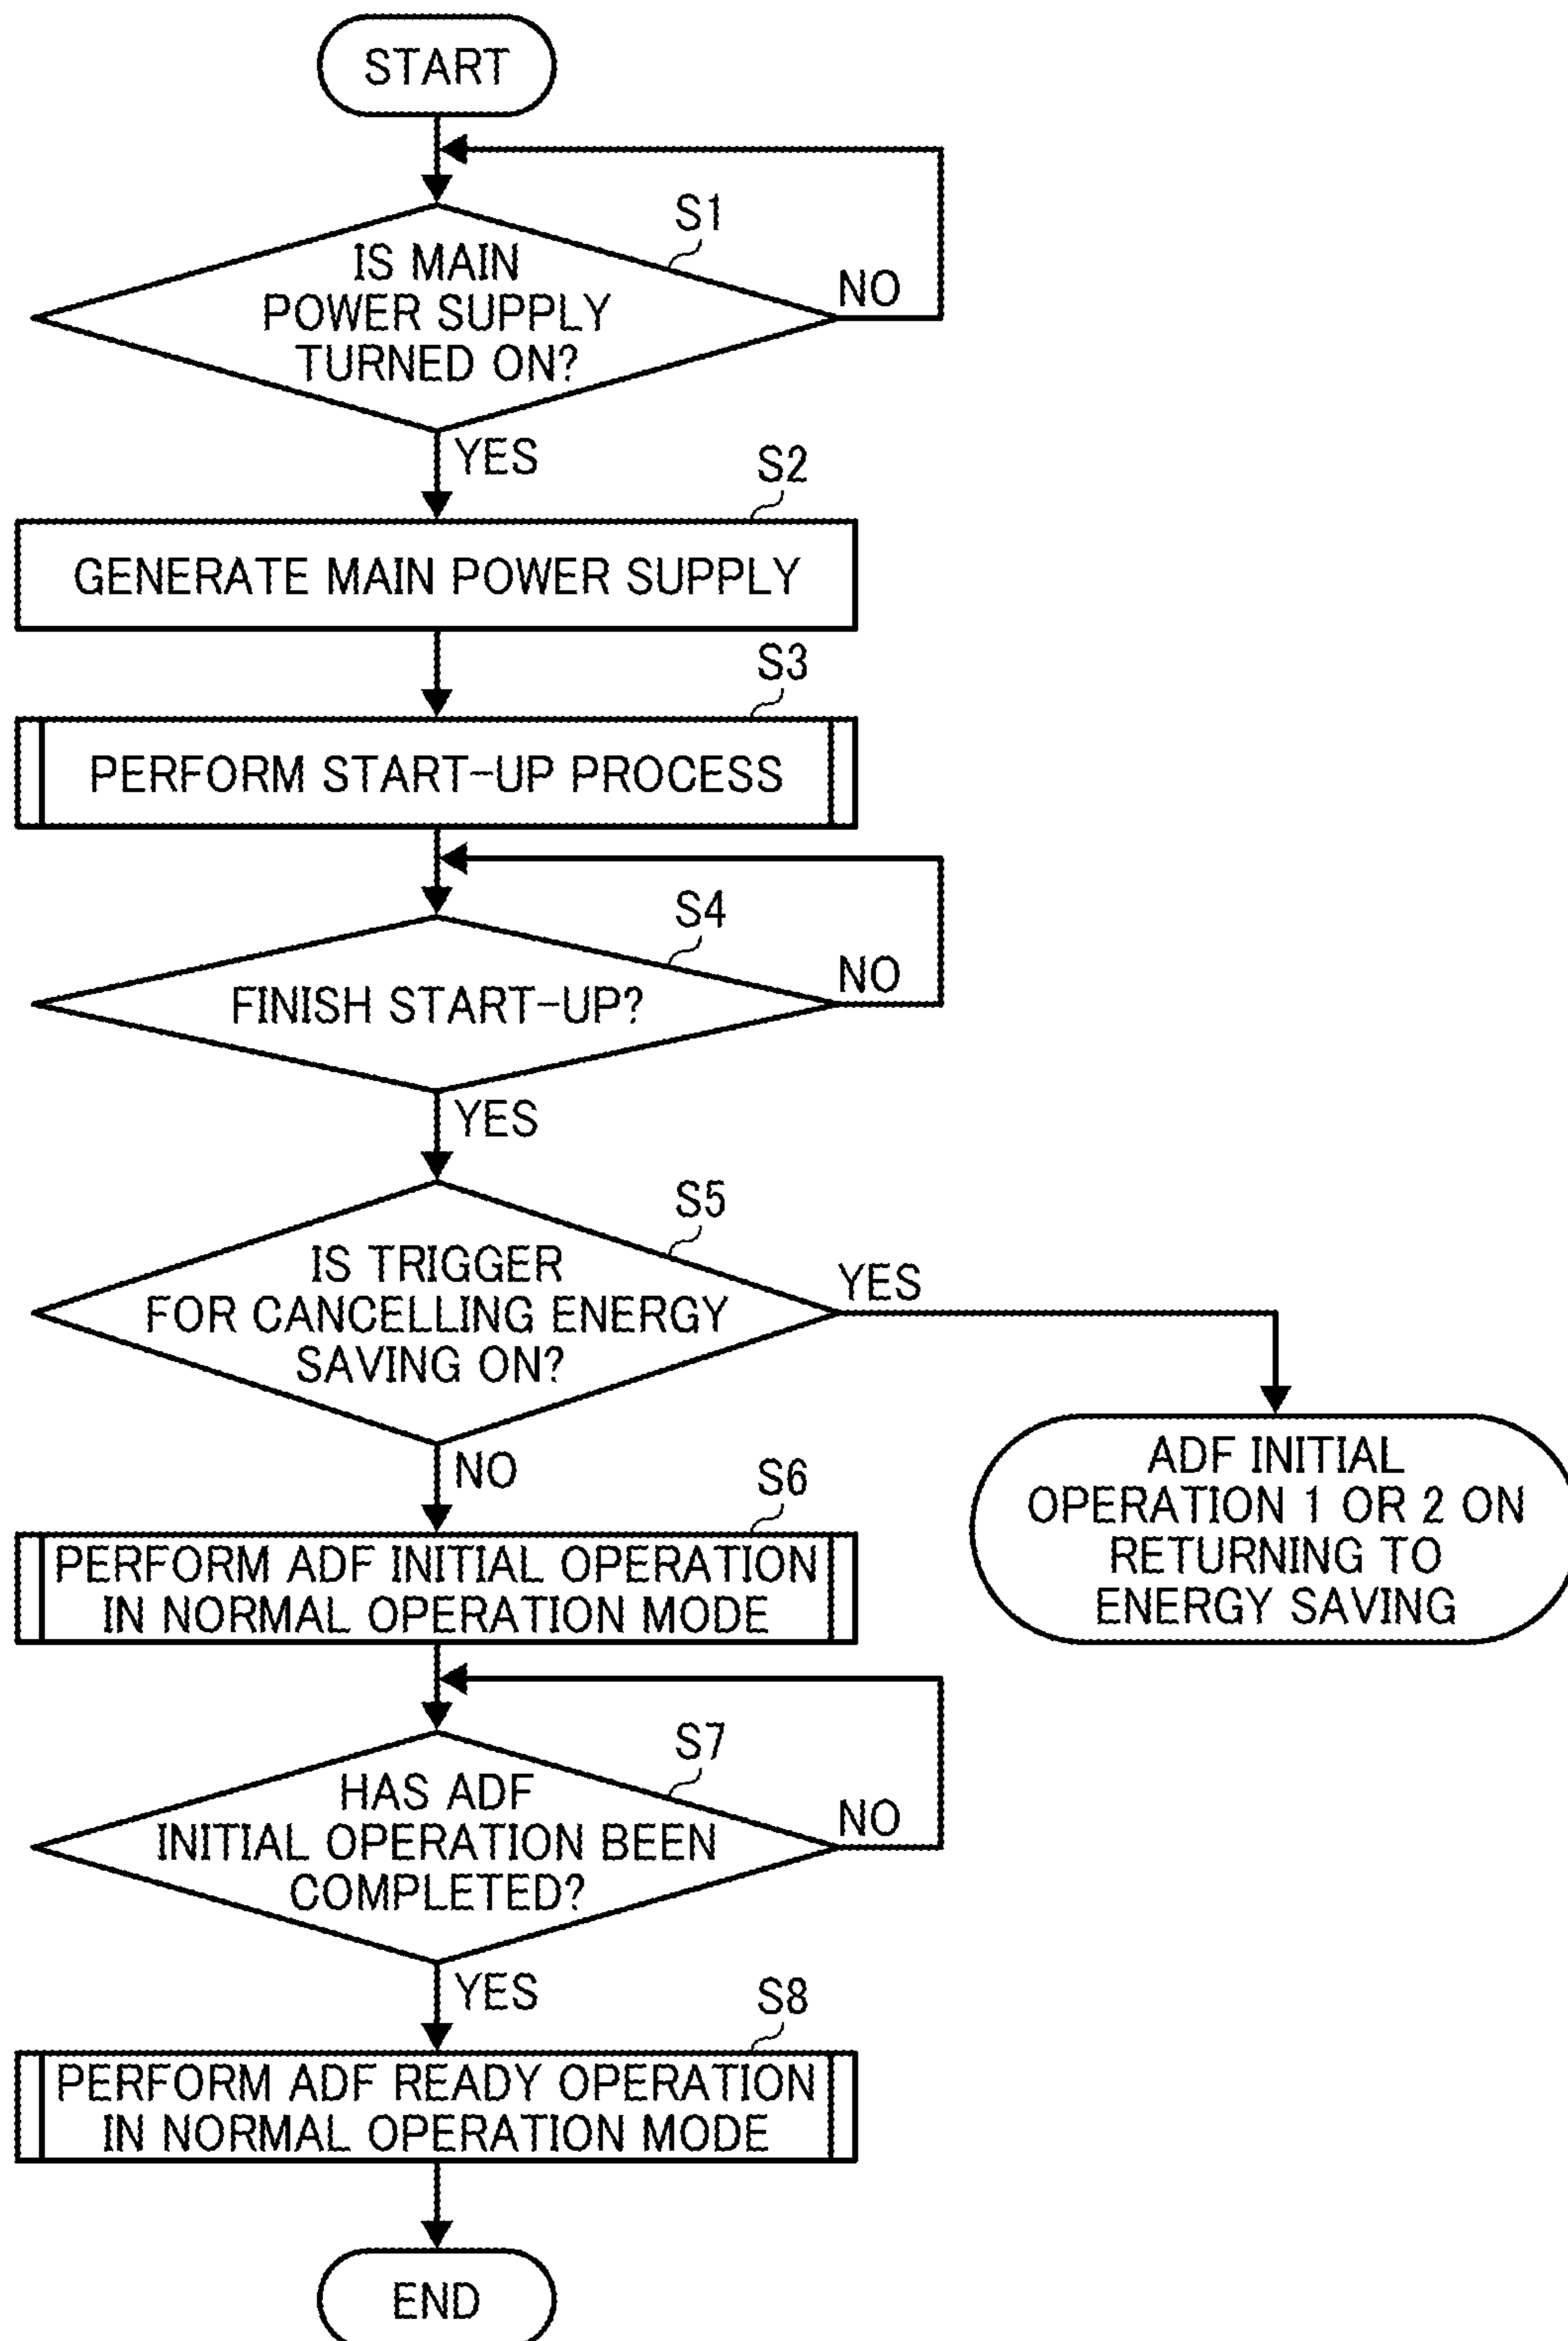 START
S1
IS MAIN
POWER SUPPLY
TURNED ON?
NO
YES
S2
GENERATE MAIN POWER SUPPLY
S3
PERFORM START-UP PROCESS
S4
FINISH START-UP?
NO
YES
S5
IS TRIGGER
FOR CANCELLING ENERGY
SAVING ON?
YES
ADF INITIAL
OPERATION 1 OR 2 ON
RETURNING TO
ENERGY SAVING
NO
S6
PERFORM ADF INITIAL OPERATION
IN NORMAL OPERATION MODE
S7
HAS ADF
INITIAL OPERATION BEEN
COMPLETED?
NO
YES
S8
PERFORM ADF READY OPERATION
IN NORMAL OPERATION MODE
END